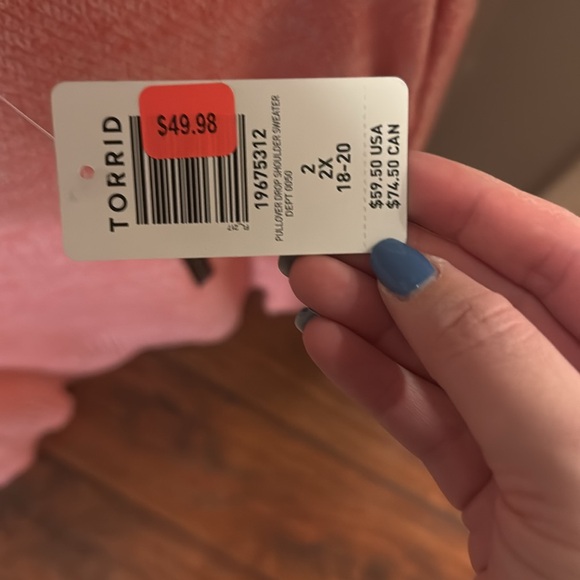 TORRID
$49.98
19675312
PULLOVER DROP SHOULDER SWEATER
DEPT 0050
2
2X
18-20
$59.50 USA
$74.50 CAN